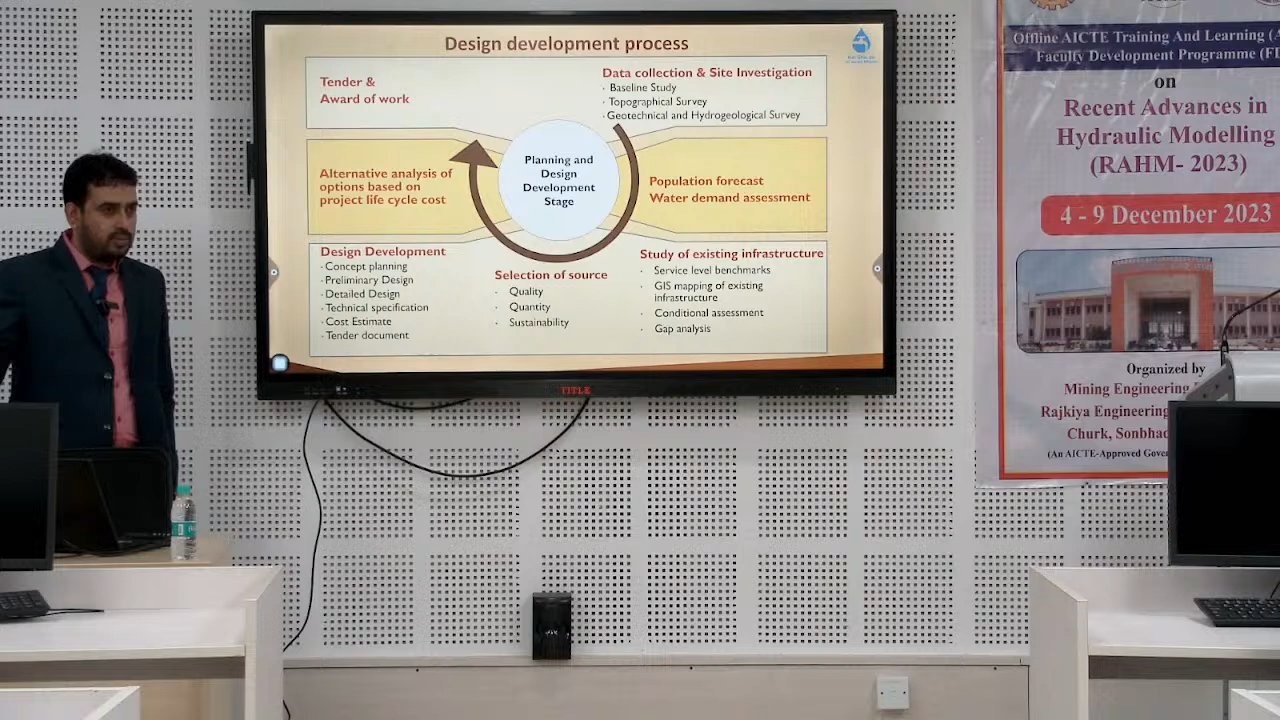 Design development process
Tender &
Award of work
Data collection & Site Investigation
· Baseline Study
· Topographical Survey
· Geotechnical and Hydrogeological Survey
Alternative analysis of
options based on
project life cycle cost
Planning and
Design
Development
Stage
Population forecast
Water demand assessment
Design Development
· Concept planning
· Preliminary Design
· Detailed Design
· Technical specification
· Cost Estimate
· Tender document
Selection of source
· Quality
· Quantity
· Sustainability
Study of existing infrastructure
· Service level benchmarks
· GIS mapping of existing
infrastructure
· Conditional assessment
· Gap analysis
TITLE
Offline AICTE Training And Learning
Faculty Development Programme
on
Recent Advances in
Hydraulic Modelling
(RAHM- 2023)
4 - 9 December 2023
Organized by
Mining Engineering
Rajkiya Engineering
Churk,
(An AICTE-Approved